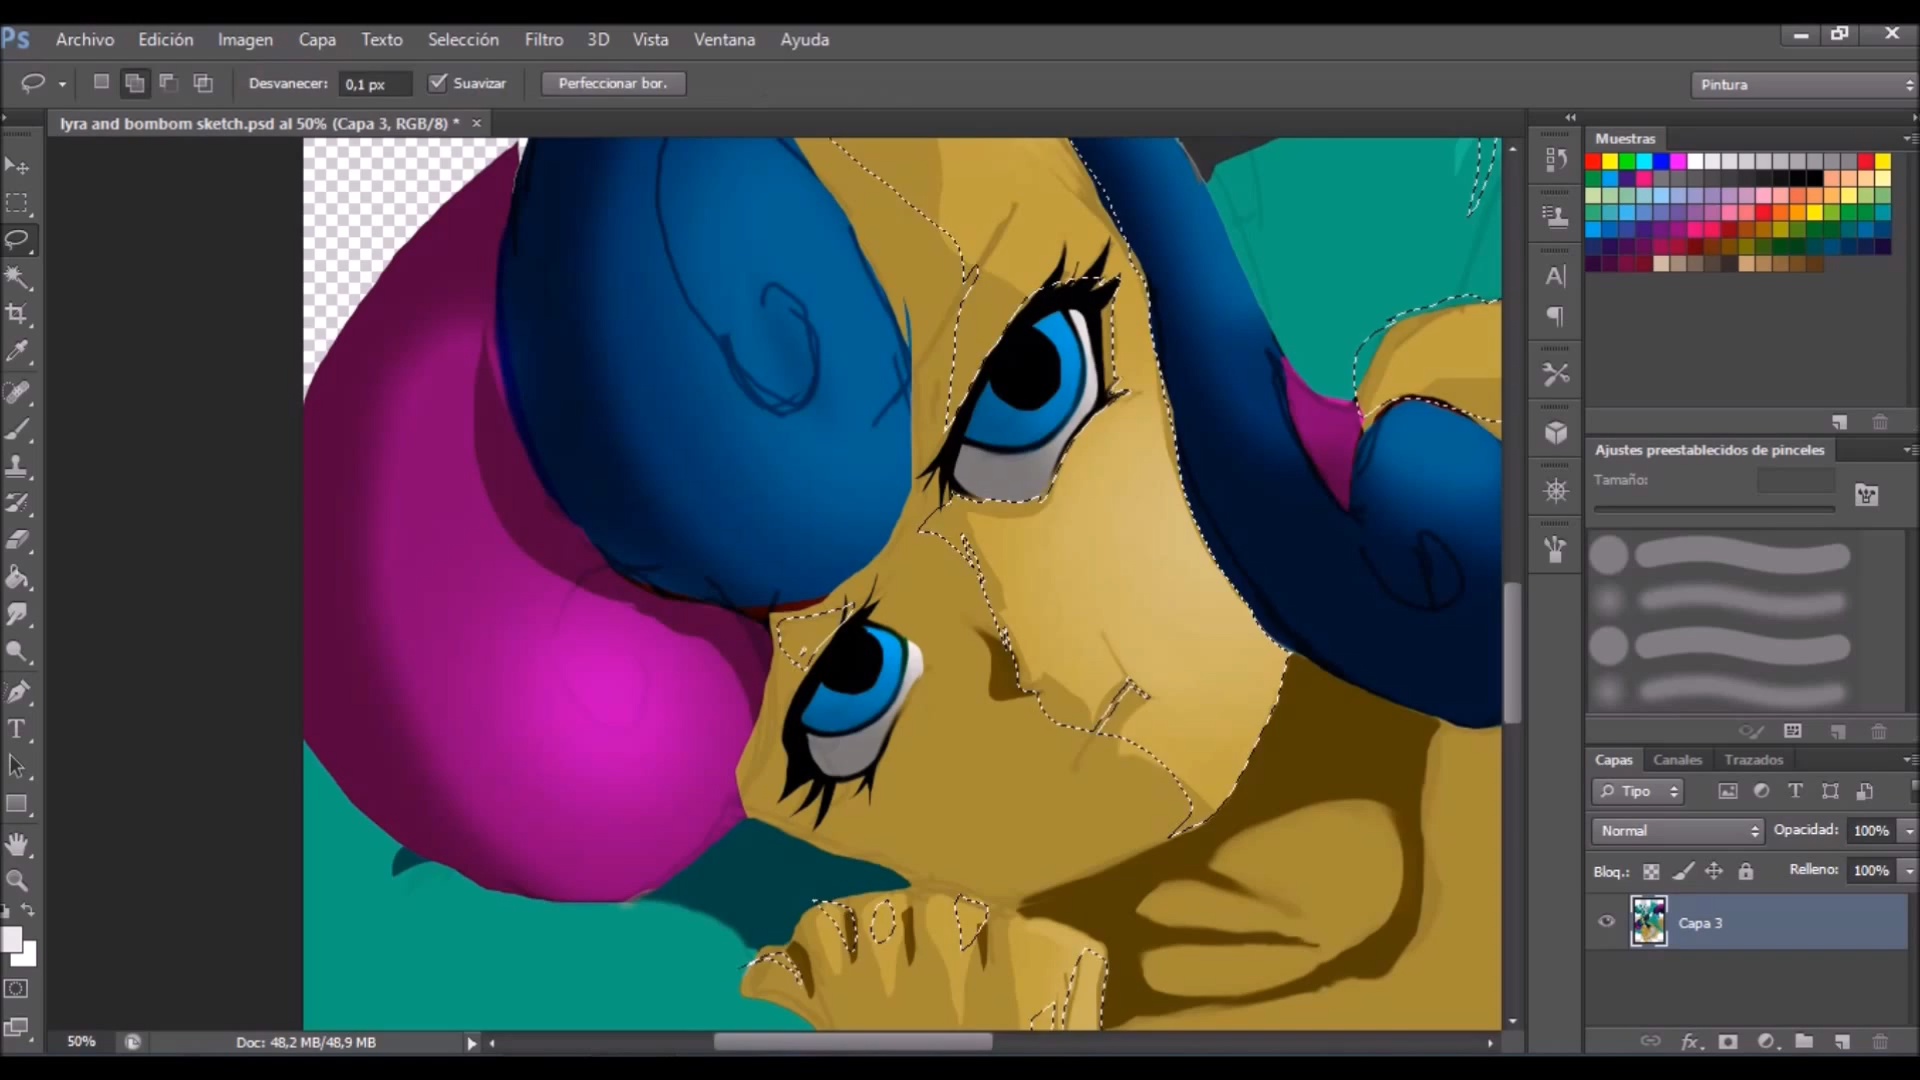 Ps Archivo Edición Imagen Capa Texto Selección Filtro 3D Vista Ventana Ayuda
Desvanecer: 0,1 px Suavizar Perfeccionar bor. Pintura
lyra and bombom sketch.psd al 50% (Capa 3, RGB/8) *
Muestras
Ajustes preestablecidos de pinceles
Tamaño:
Capas Canales Trazados
Tipo
Normal Opacidad: 100%
Bloq.: Relleno: 100%
Capa 3
50% Doc: 48,2 MB/48,9 MB